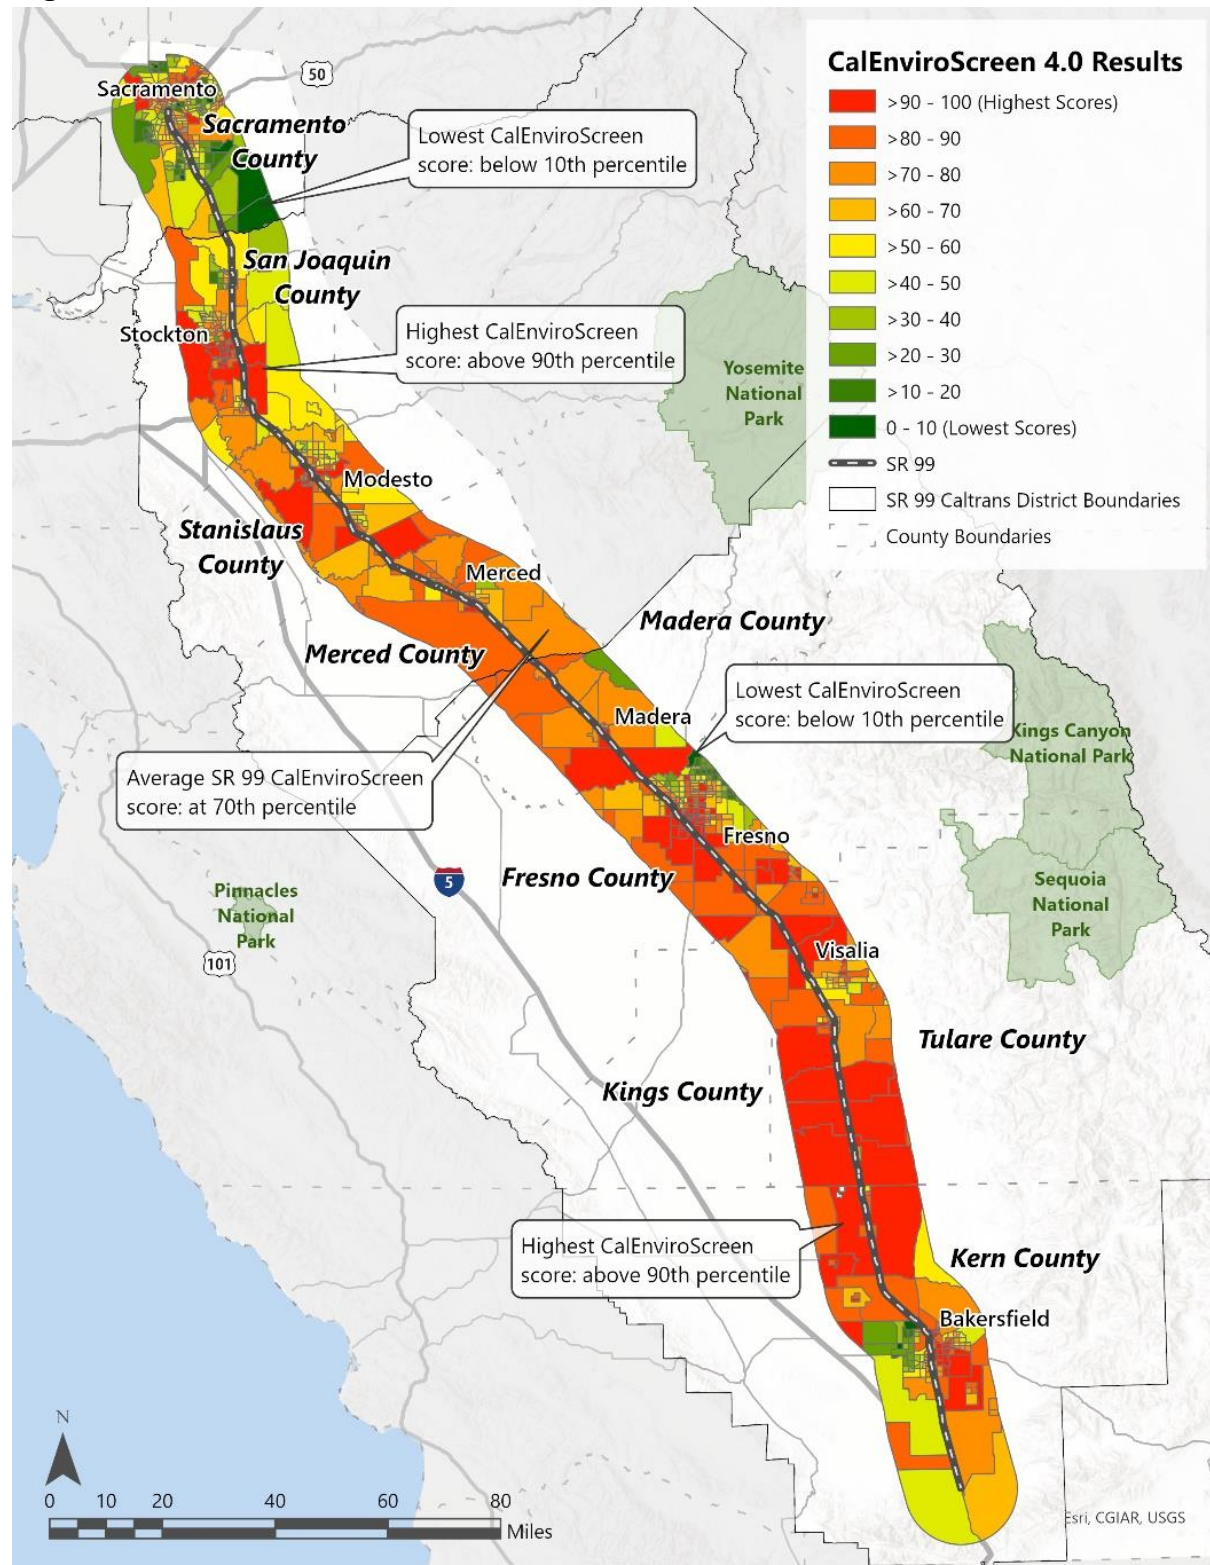 CalEnviroScreen 4.0 Results
>90 - 100 (Highest Scores)
>80 - 90
>70 - 80
>60 - 70
>50 - 60
>40 - 50
>30 - 40
>20 - 30
>10 - 20
0 - 10 (Lowest Scores)
SR 99
SR 99 Caltrans District Boundaries
County Boundaries
50
Sacramento
Sacramento
County
Lowest CalEnviroScreen
score: below 10th percentile
San Joaquin
County
Stockton
Highest CalEnviroScreen
score: above 90th percentile
Yosemite
National
Park
Modesto
Stanislaus
County
Merced
Madera County
Merced County
Lowest CalEnviroScreen
score: below 10th percentile
Madera
Kings Canyon
National Park
Average SR 99 CalEnviroScreen
score: at 70th percentile
Fresno
Fresno County
5
Pinnacles
National
Park
Sequoia
National
Park
101
Visalia
Tulare County
Kings County
Highest CalEnviroScreen
score: above 90th percentile
Kern County
Bakersfield
N
0 10 20 40 60 80
Miles
Esri, CGIAR, USGS